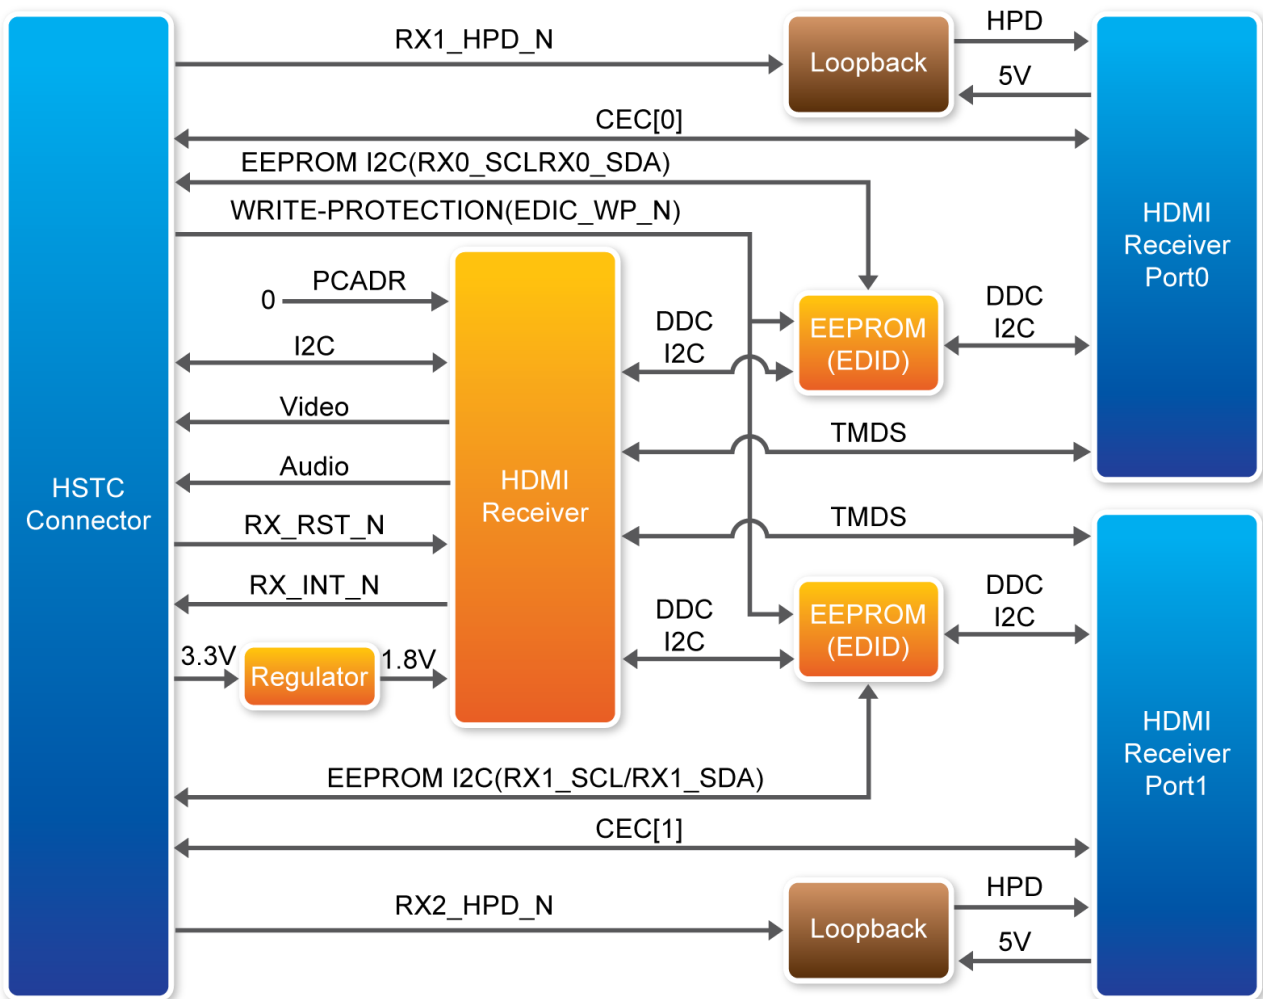 RX1_HPD_N
Loopback
HPD
5V
CEC[0]
EEPROM I2C(RX0_SCLRX0_SDA)
WRITE-PROTECTION(EDIC_WP_N)
HDMI
Receiver
Port0
0
PCADR
I2C
Video
Audio
HSTC
Connector
RX_RST_N
RX_INT_N
3.3V
Regulator
1.8V
HDMI
Receiver
DDC
I2C
EEPROM
(EDID)
DDC
I2C
TMDS
TMDS
DDC
I2C
EEPROM
(EDID)
DDC
I2C
HDMI
Receiver
Port1
EEPROM I2C(RX1_SCL/RX1_SDA)
CEC[1]
RX2_HPD_N
Loopback
HPD
5V